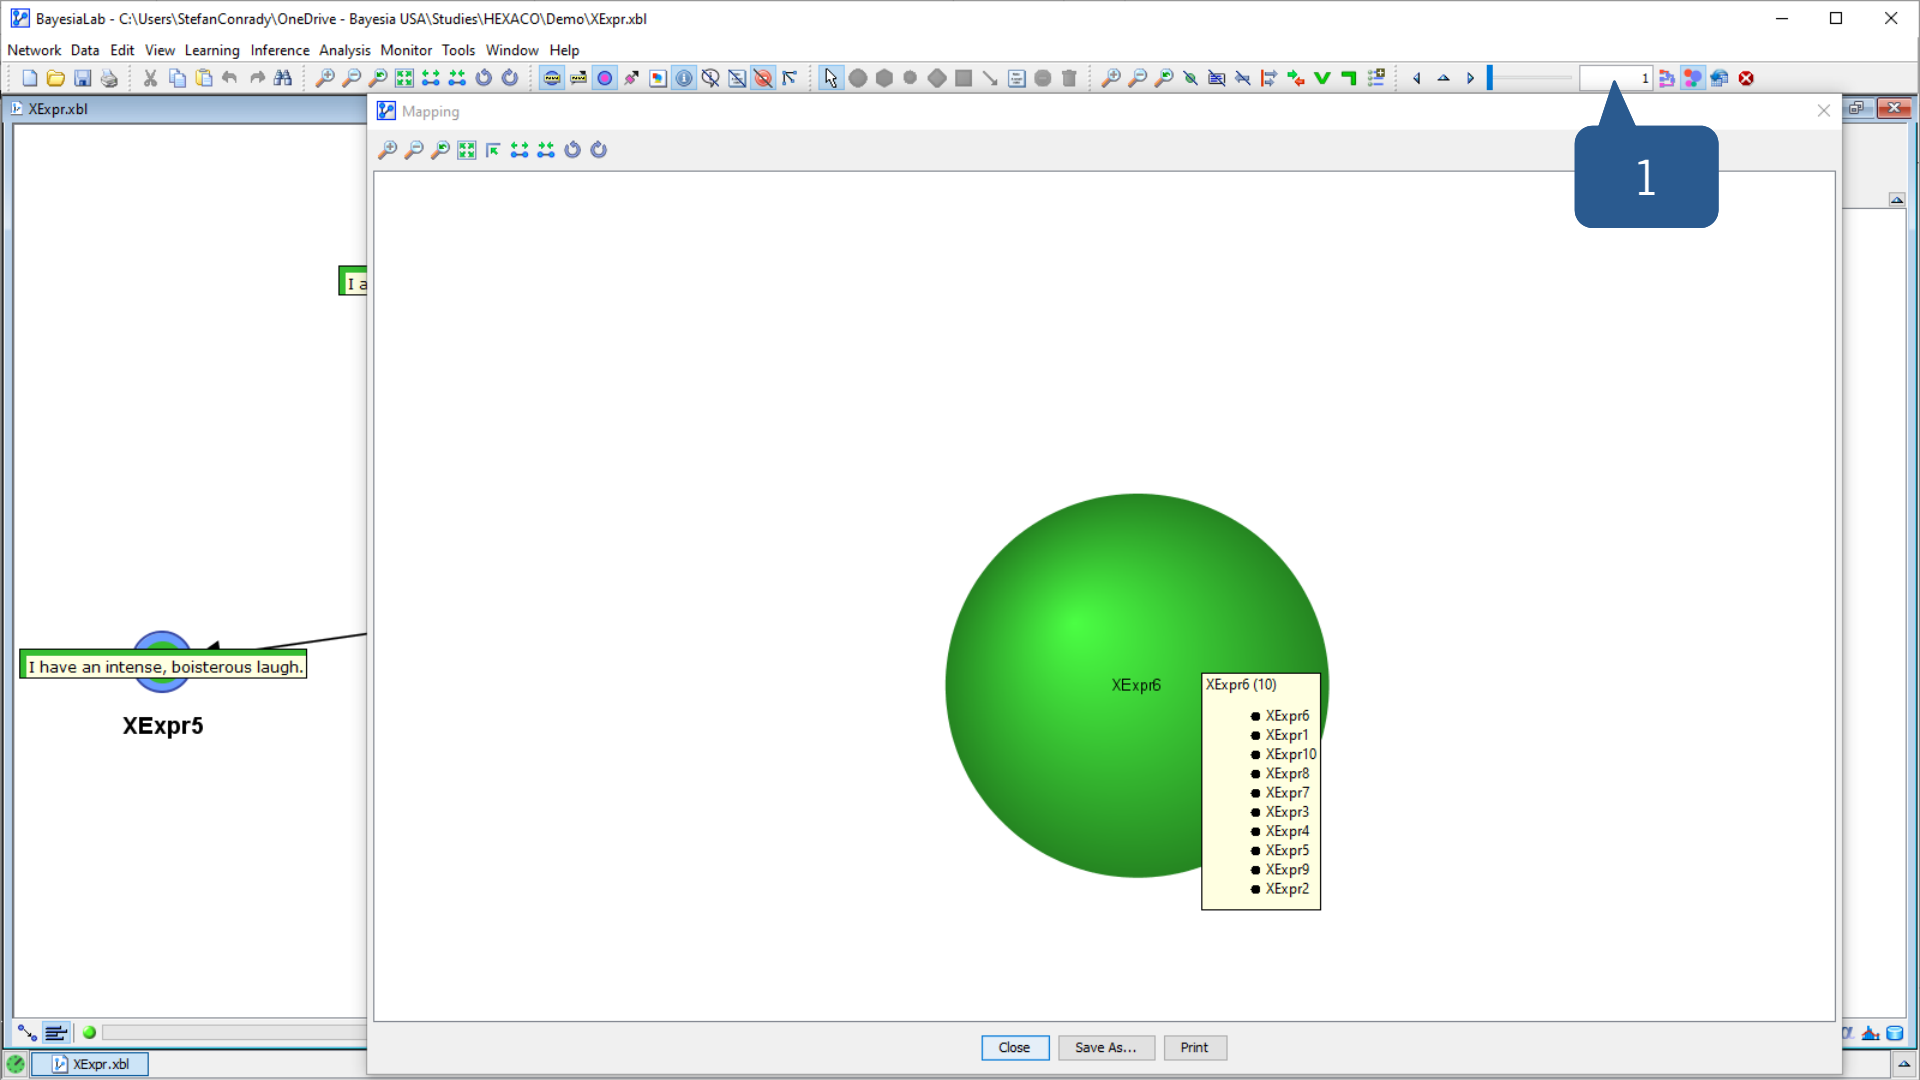 BayesiaLab - C:\Users\StefanConrady\OneDrive - Bayesia USA\Studies\HEXACO\Demo\XExpr.xbl
Network Data Edit View Learning Inference Analysis Monitor Tools Window Help
1
XExpr.xbl
Mapping
1
I a
XExpr6
XExpr6 (10)
XExpr6
XExpr1
XExpr10
XExpr8
XExpr7
XExpr3
XExpr4
XExpr5
XExpr9
XExpr2
I have an intense, boisterous laugh.
XExpr5
Close Save As... Print
XExpr.xbl